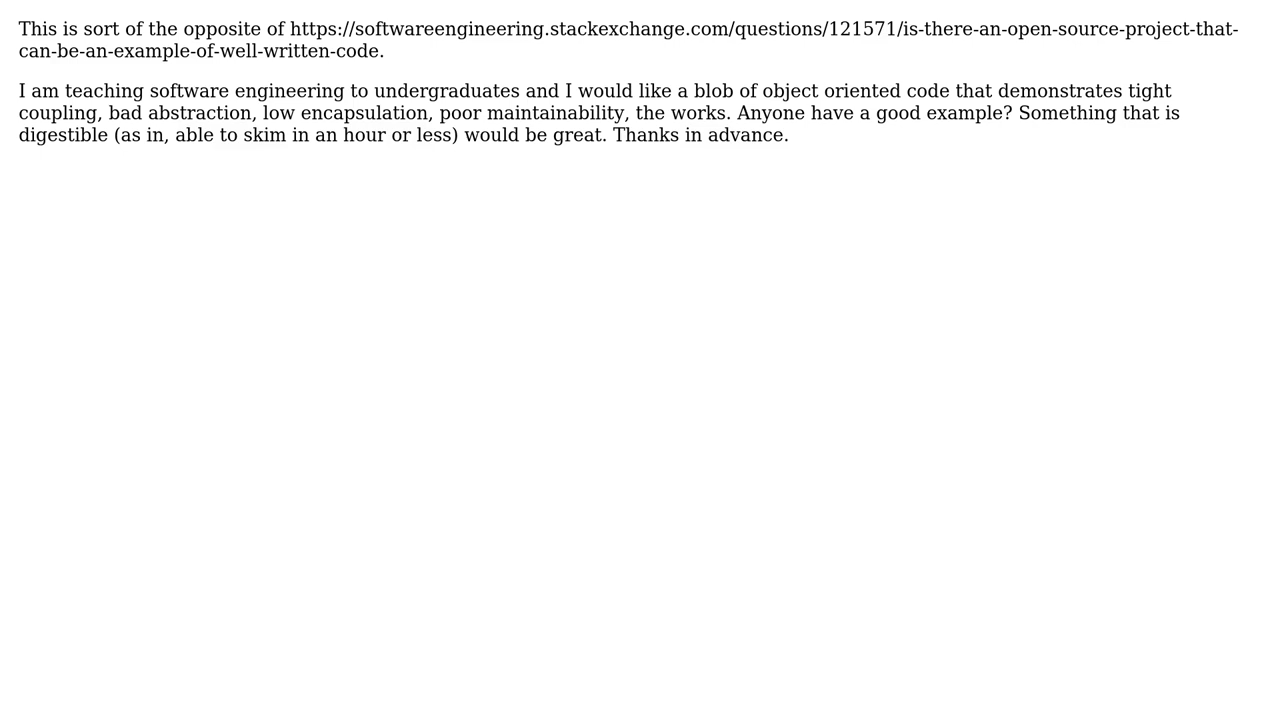 This is sort of the opposite of https://softwareengineering.stackexchange.com/questions/121571/is-there-an-open-source-project-that-
can-be-an-example-of-well-written-code.
I am teaching software engineering to undergraduates and I would like a blob of object oriented code that demonstrates tight
coupling, bad abstraction, low encapsulation, poor maintainability, the works. Anyone have a good example? Something that is
digestible (as in, able to skim in an hour or less) would be great. Thanks in advance.